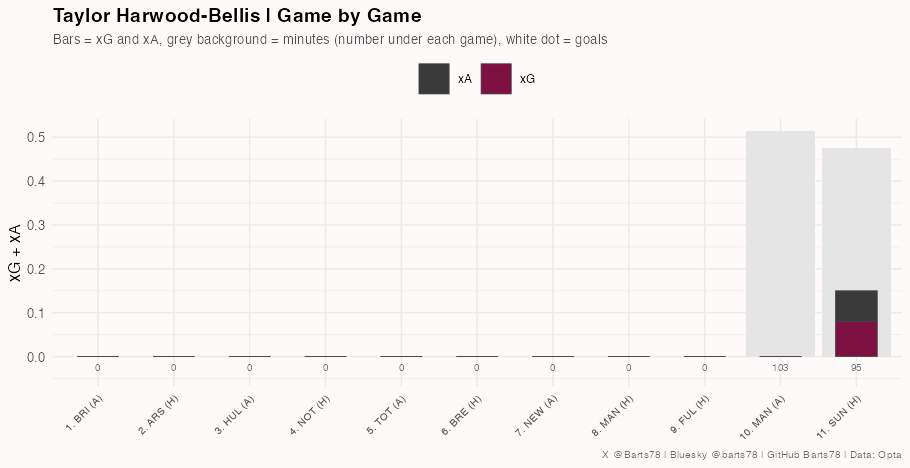 Taylor Harwood-Bellis | Game by Game
Bars = xG and xA, grey background = minutes (number under each game), white dot = goals
xA xG
xG + xA
0.5
0.4
0.3
0.2
0.1
0.0
0 0 0 0 0 0 0 0 0 103 95
1. BRI (A) 2. ARS (H) 3. HUL (A) 4. NOT (H) 5. TOT (A) 6. BRE (H) 7. NEW (A) 8. MAN (H) 9. FUL (H) 10. MAN (A) 11. SUN (H)
X @Barts78 | Bluesky @barts78 | GitHub Barts78 | Data: Opta